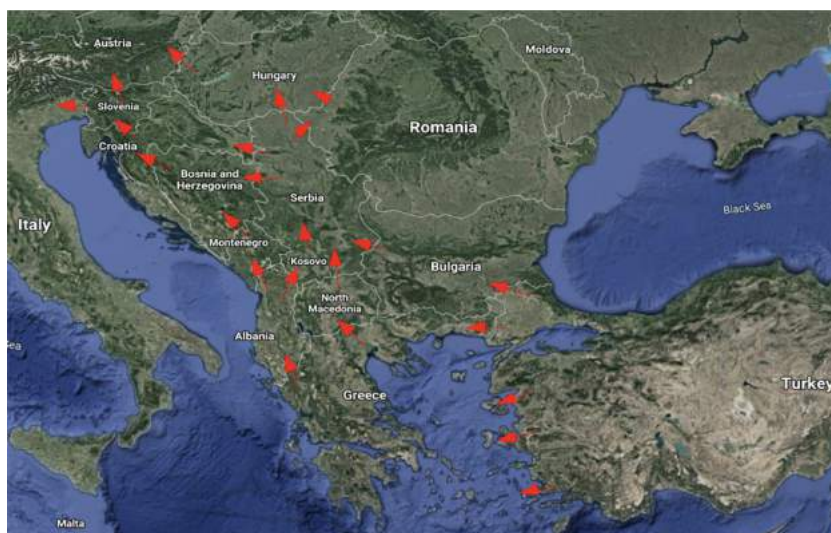 Austria
Moldova
Hungary
Slovenia
Romania
Croatia
Bosnia and
Herzegovina
Serbia
Black Sea
Italy
Montenegro
Kosovo
Bulgaria
North
Macedonia
Albania
Sea
Turkey
Greece
Malta